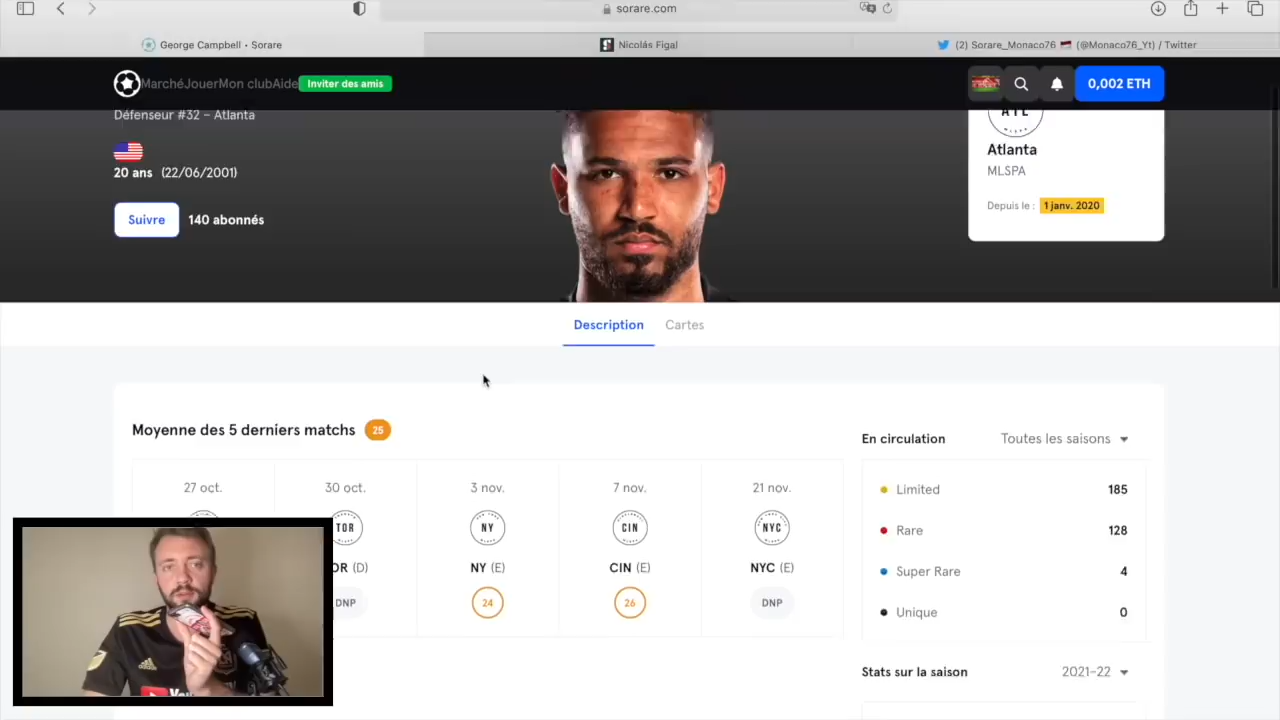 sorare.com
George Campbell • Sorare
Nicolás Figal
(2) Sorare_Monaco76 (@Monaco76_Yt) / Twitter
MarchéJouerMon clubAide
Inviter des amis
0,002 ETH
Défenseur #32 – Atlanta
20 ans (22/06/2001)
Suivre
140 abonnés
ATL
Atlanta
MLSPA
Depuis le : 1 janv. 2020
Description
Cartes
Moyenne des 5 derniers matchs 25
27 oct.
30 oct.
3 nov.
7 nov.
21 nov.
TOR
NY
CIN
NYC
OR (D)
NY (E)
CIN (E)
NYC (E)
DNP
24
26
DNP
En circulation
Toutes les saisons
Limited 185
Rare 128
Super Rare 4
Unique 0
Stats sur la saison
2021-22